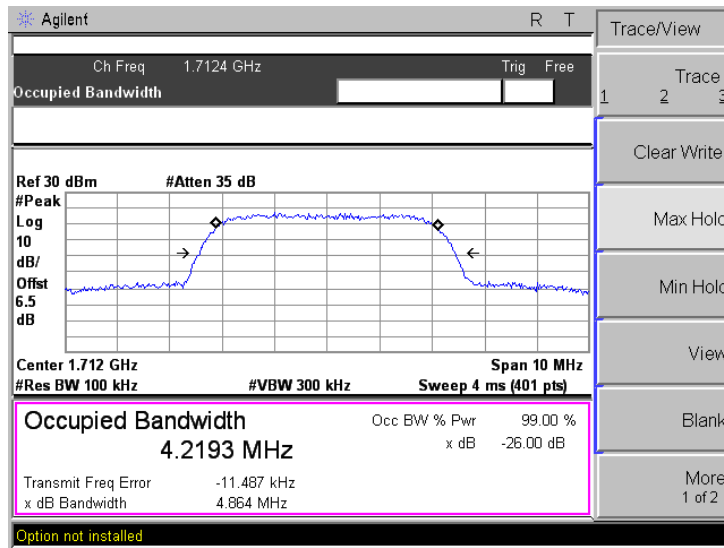 Agilent R T
Trace/View
Ch Freq 1.7124 GHz Trig Free
Occupied Bandwidth
Trace
1 2 3
Clear Write
Max Hold
Min Hold
View
Blank
More
1 of 2
Ref 30 dBm #Atten 35 dB
#Peak
Log
10
dB/
Offst
6.5
dB
Center 1.712 GHz Span 10 MHz
#Res BW 100 kHz #VBW 300 kHz Sweep 4 ms (401 pts)
Occupied Bandwidth
4.2193 MHz
Occ BW % Pwr 99.00 %
x dB -26.00 dB
Transmit Freq Error -11.487 kHz
x dB Bandwidth 4.864 MHz
Option not installed